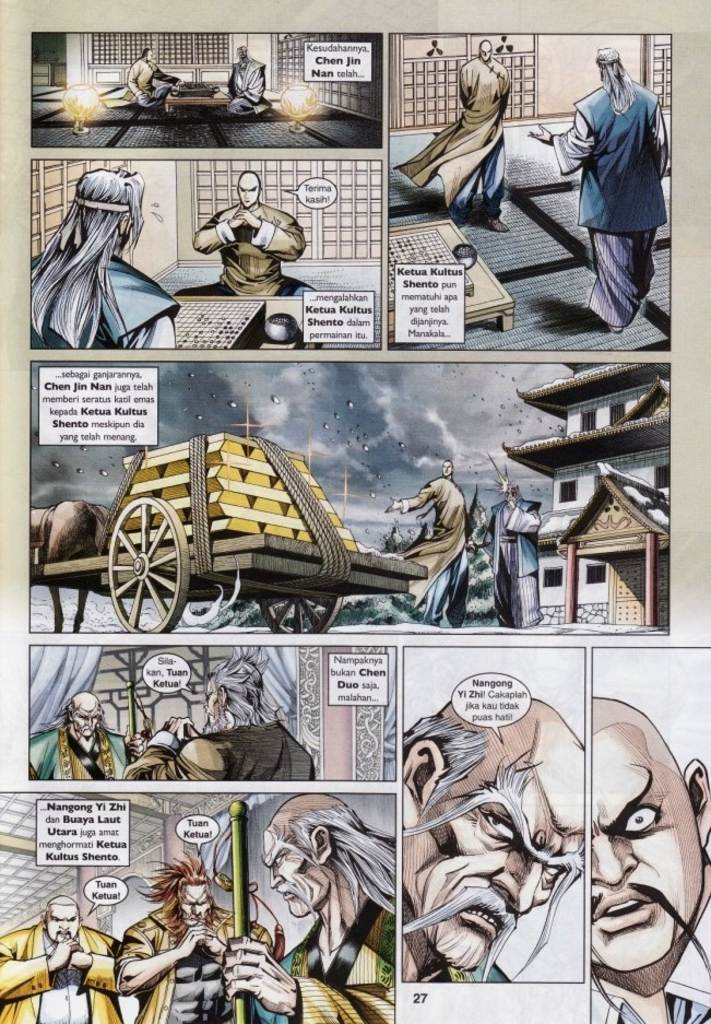 Kesudahannya,
Chen Jin
Nan telah...
Terima
kasih!
...mengalahkan
Ketua Kultus
Shento dalam
permainan itu.
Ketua Kultus
Shento pun
mematuhi apa
yang telah
dijanjinya.
Manakala...
...sebagai ganjarannya,
Chen Jin Nan juga telah
memberi seratus katil emas
kepada Ketua Kultus
Shento meskipun dia
yang telah menang.
Sila-
kan, Tuan
Ketua!
Nampaknya
bukan Chen
Duo saja,
malahan...
...Nangong Yi Zhi
dan Buaya Laut
Utara juga amat
menghormati Ketua
Kultus Shento.
Tuan
Ketua!
Tuan
Ketua!
Nangong
Yi Zhi! Cakaplah
jika kau tidak
puas hati!
27